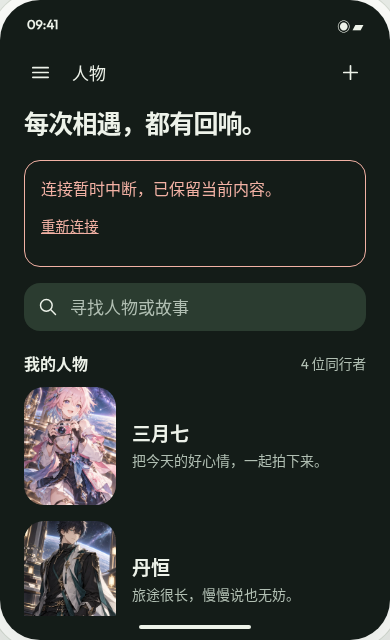 09:41
人物
每次相遇，都有回响。
连接暂时中断，已保留当前内容。
重新连接
寻找人物或故事
我的人物
4 位同行者
三月七
把今天的好心情，一起拍下来。
丹恒
旅途很长，慢慢说也无妨。